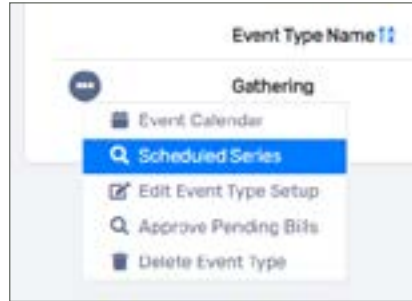 Event Type Name
Gathering
Event Calendar
Scheduled Series
Edit Event Type Setup
Approve Pending Bills
Delete Event Type